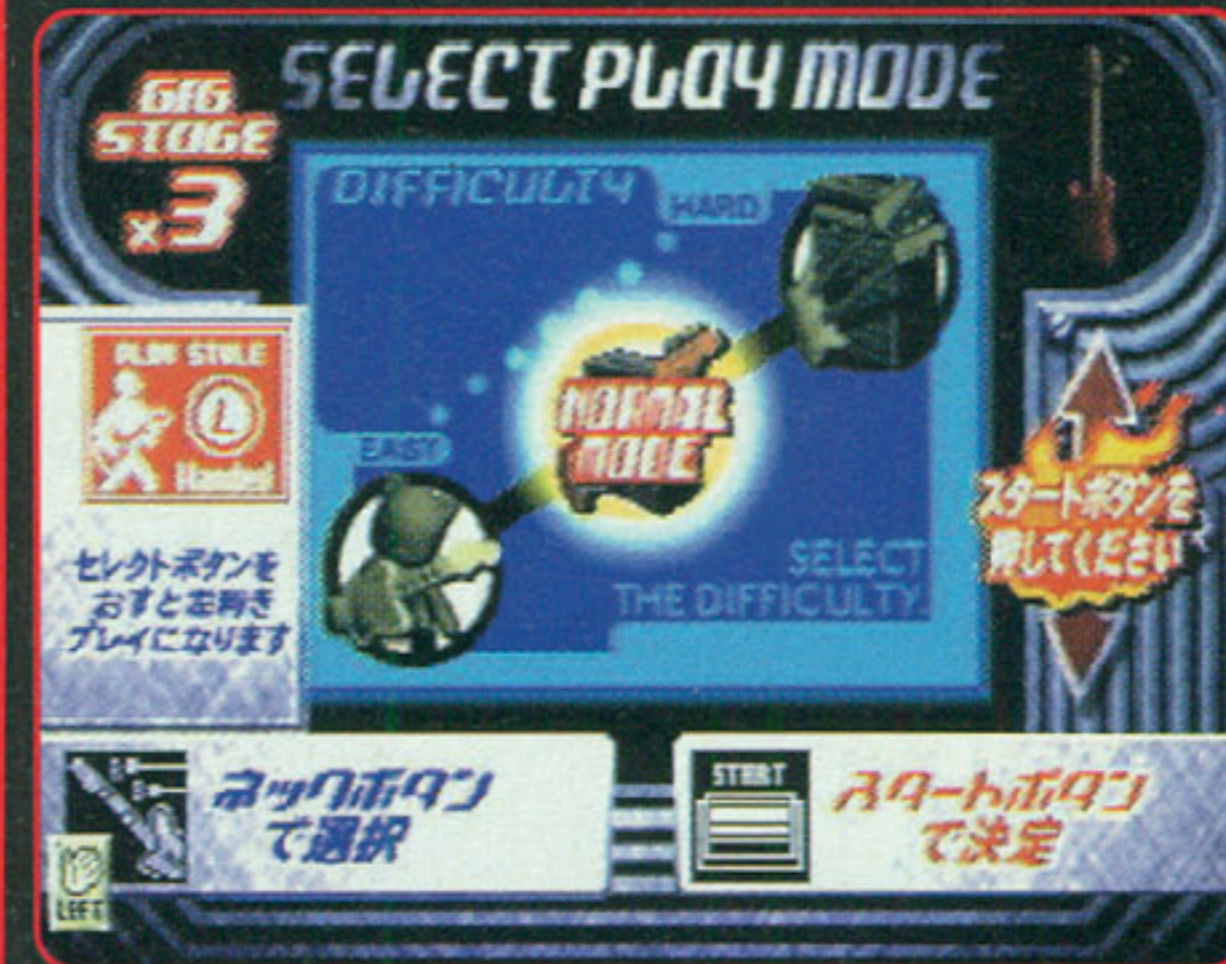 SELECT PLAY MODE
GIG
STAGE
x3
DIFFICULTY
HARD
NORMAL
MODE
EASY
SELECT
THE DIFFICULTY.
PLAY STYLE
L
Handed
セレクトボタンを
おすと左利き
プレイになります
スタートボタンを
押してください
ネックボタン
で選択
START
スタートボタン
で決定
LEFT